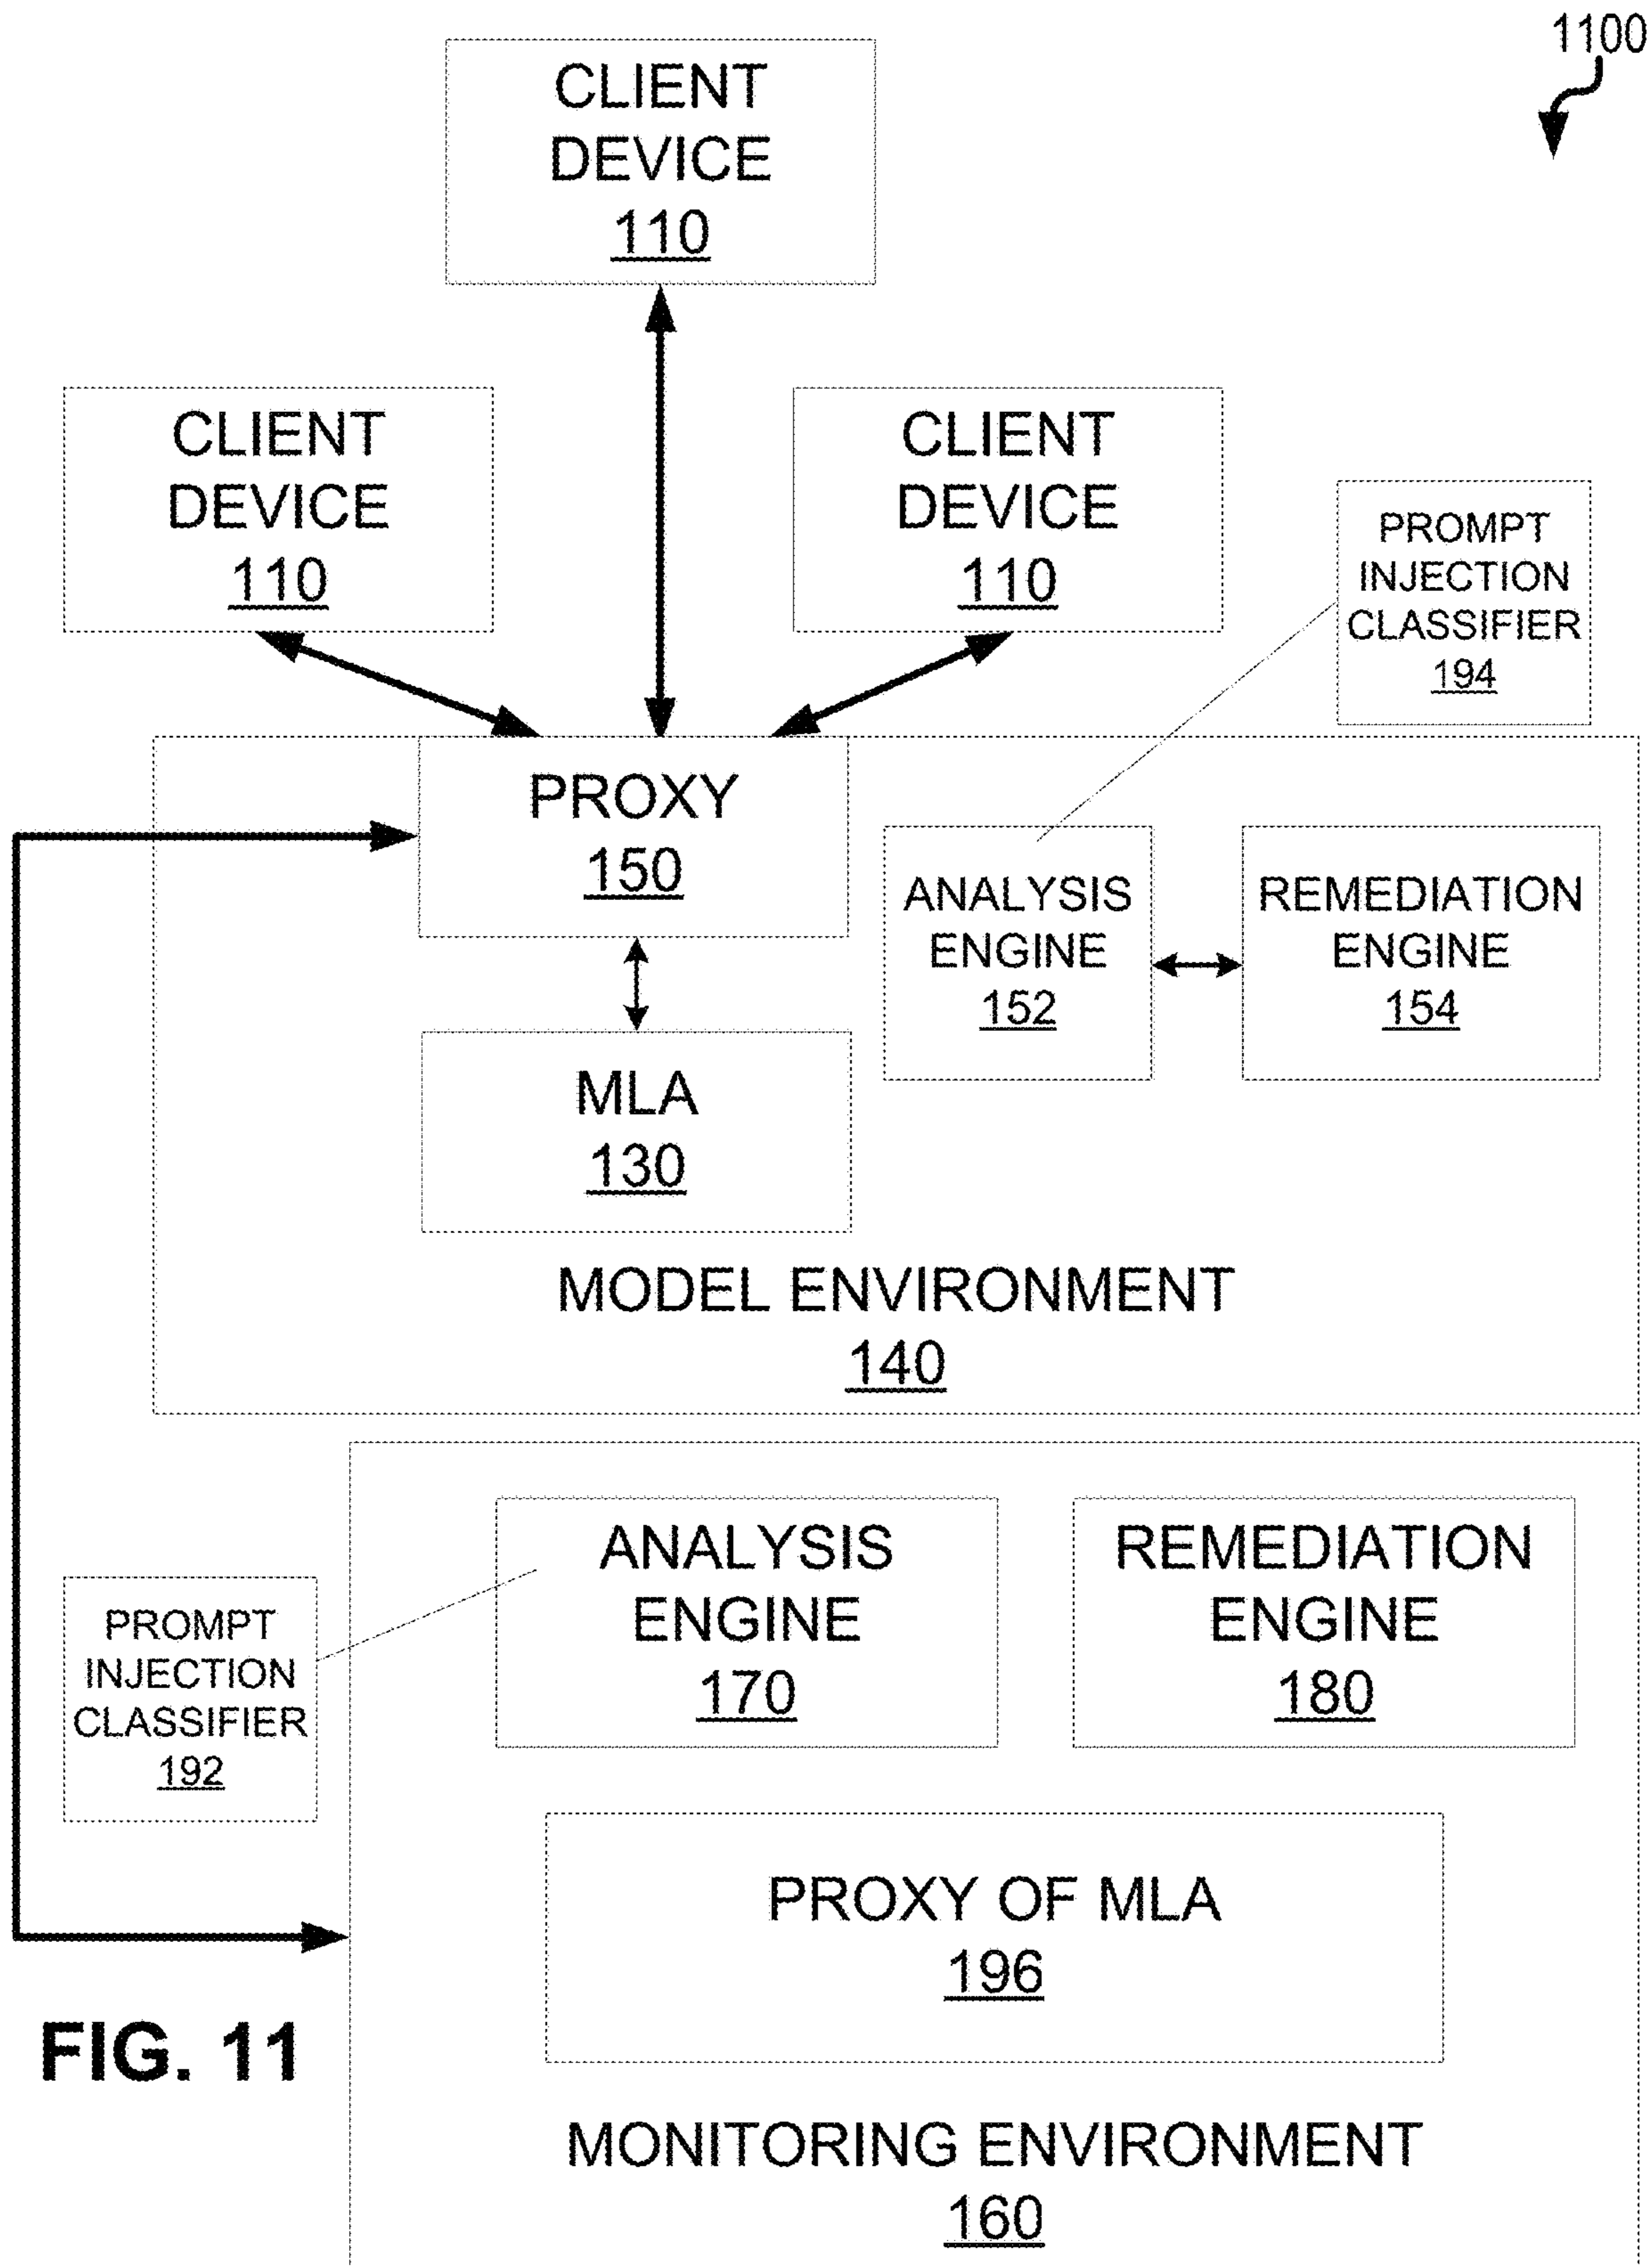 1100
CLIENT
DEVICE
110
CLIENT
DEVICE
110
CLIENT
DEVICE
110
PROMPT
INJECTION
CLASSIFIER
194
PROXY
150
ANALYSIS
ENGINE
152
REMEDIATION
ENGINE
154
MLA
130
MODEL ENVIRONMENT
140
ANALYSIS
ENGINE
170
REMEDIATION
ENGINE
180
PROMPT
INJECTION
CLASSIFIER
192
PROXY OF MLA
196
FIG. 11
MONITORING ENVIRONMENT
160